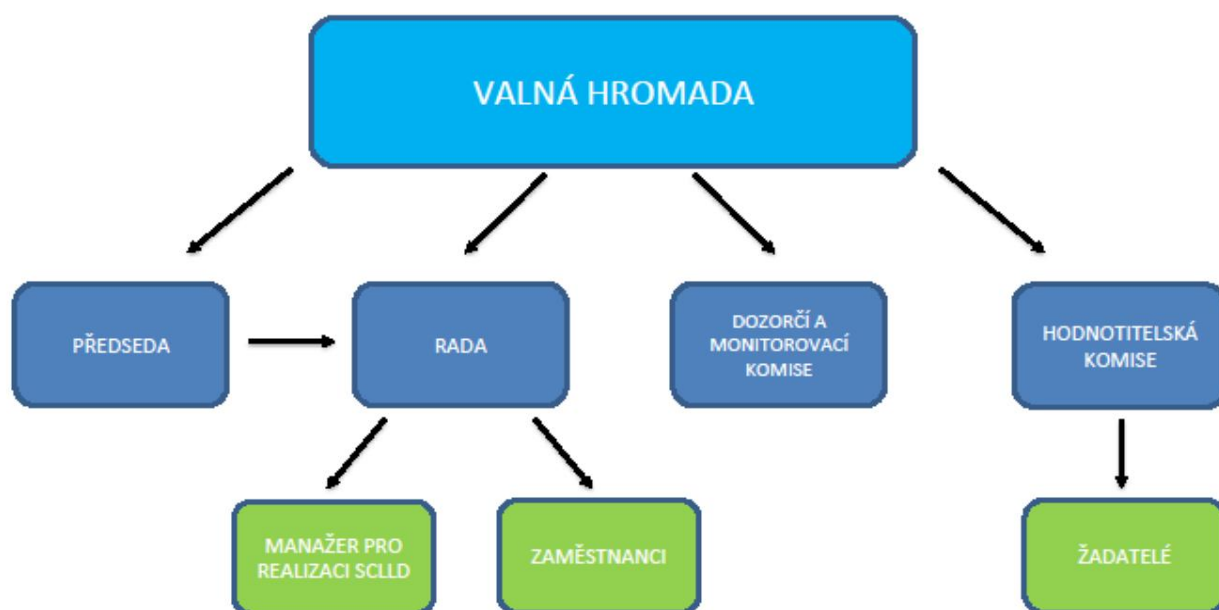 VALNÁ HROMADA
PŘEDSEDA
RADA
DOZORČÍ A
MONITOROVACÍ
KOMISE
HODNOTITELSKÁ
KOMISE
MANAŽER PRO
REALIZACI SCLLD
ZAMĚSTNANCI
ŽADATELÉ